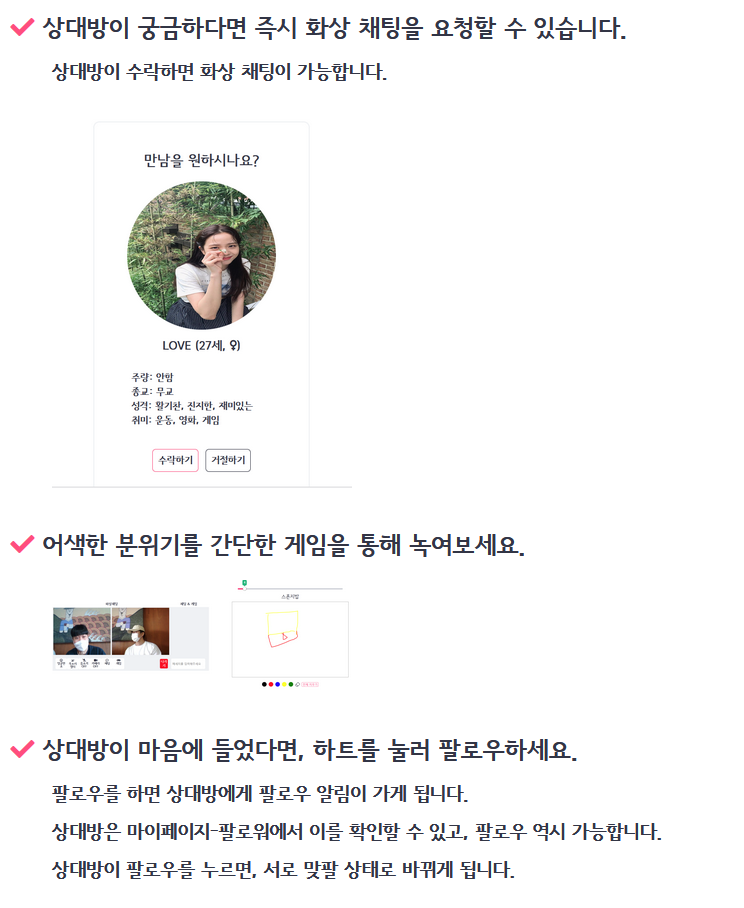 상대방이 궁금하다면 즉시 화상 채팅을 요청할 수 있습니다.
상대방이 수락하면 화상 채팅이 가능합니다.
만남을 원하시나요?
LOVE (27세, ♀)
주량: 안함
종교: 무교
성격: 활기찬, 진지한, 재미있는
취미: 운동, 영화, 게임
수락하기 거절하기
어색한 분위기를 간단한 게임을 통해 녹여보세요.
스폰지밥
상대방이 마음에 들었다면, 하트를 눌러 팔로우하세요.
팔로우를 하면 상대방에게 팔로우 알림이 가게 됩니다.
상대방은 마이페이지-팔로워에서 이를 확인할 수 있고, 팔로우 역시 가능합니다.
상대방이 팔로우를 누르면, 서로 맞팔 상태로 바뀌게 됩니다.